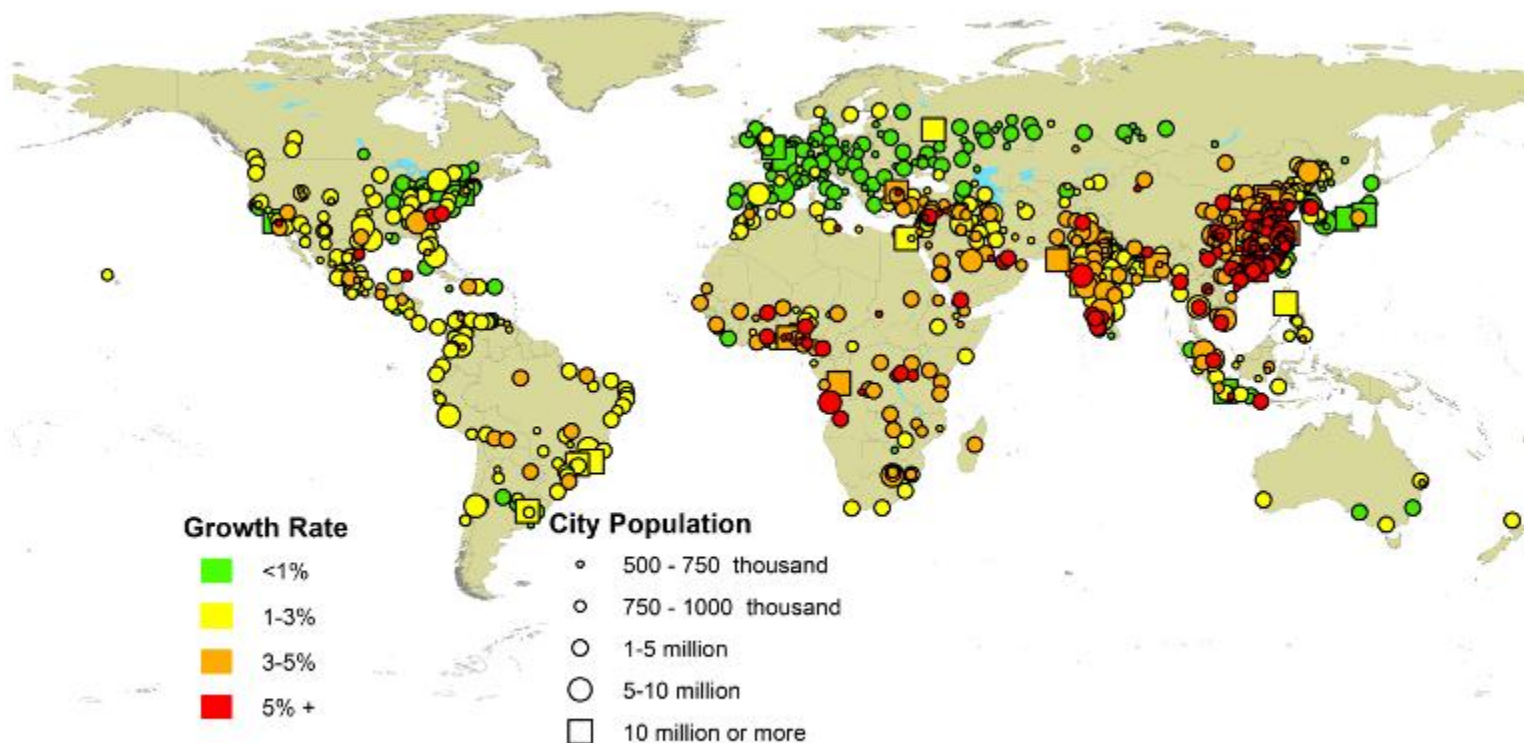 Growth Rate
<1%
1-3%
3-5%
5% +
City Population
500 - 750 thousand
750 - 1000 thousand
1-5 million
5-10 million
10 million or more